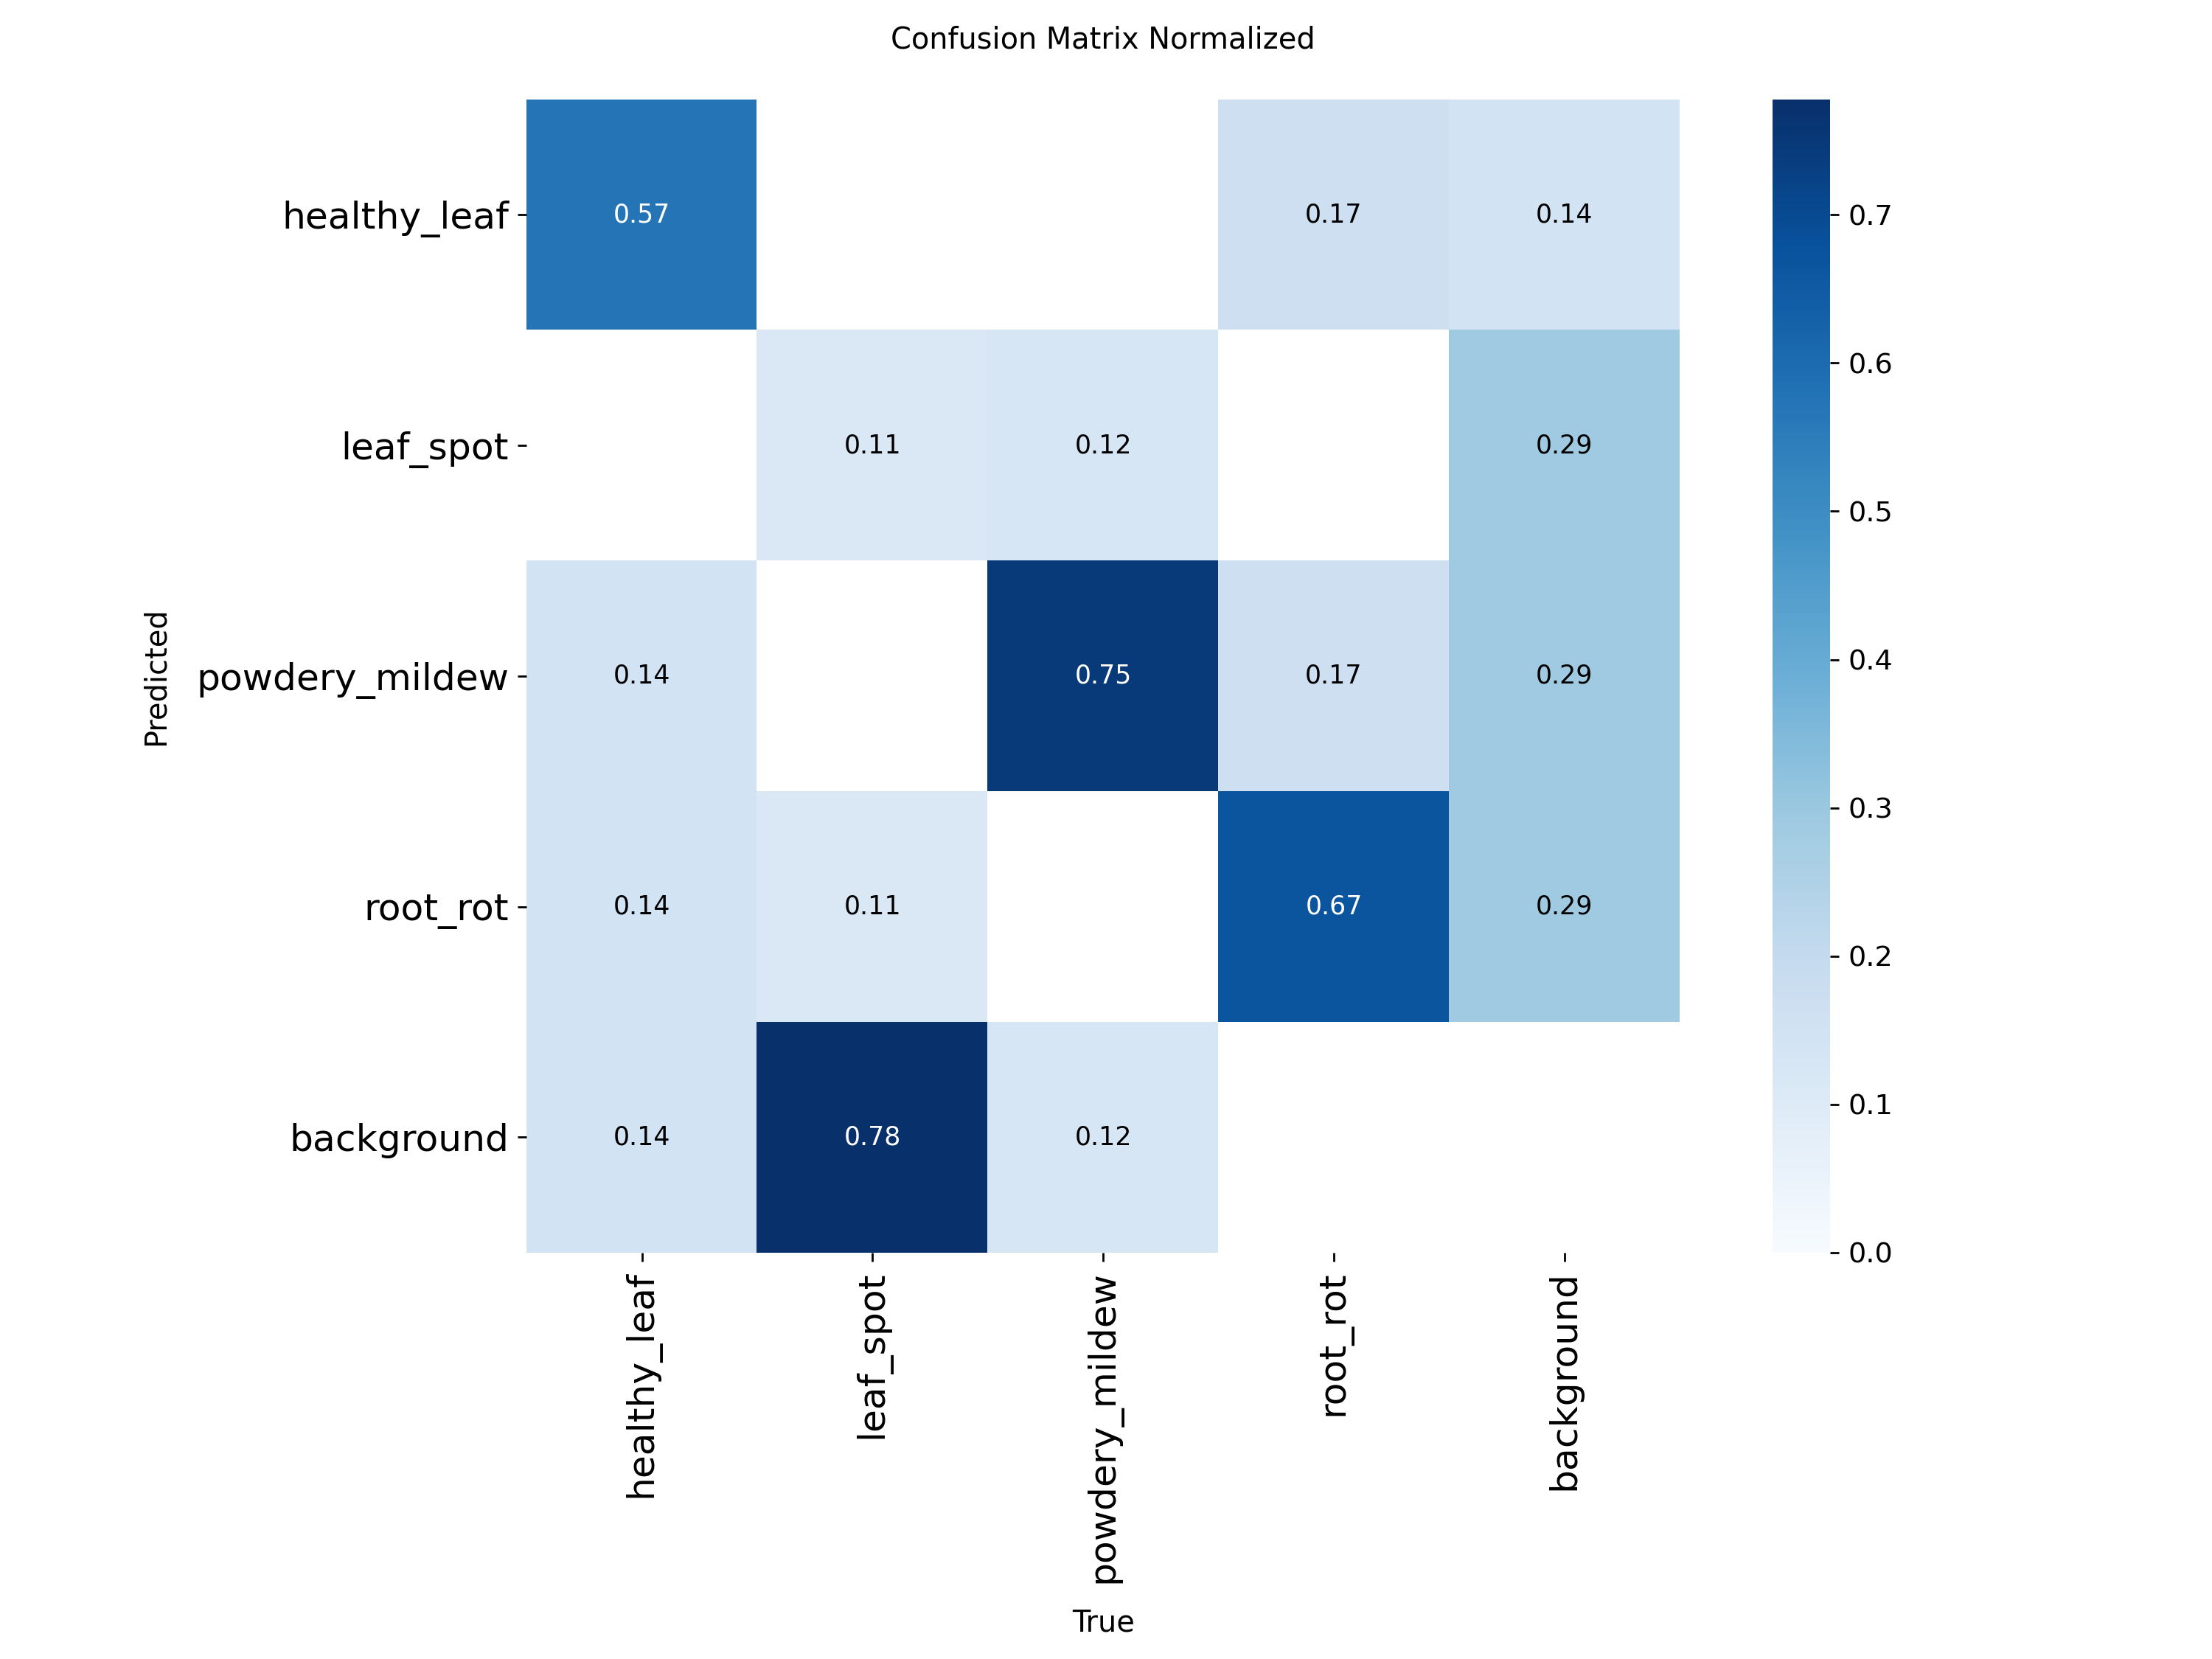 Confusion Matrix Normalized
healthy_leaf 0.57 0.17 0.14
leaf_spot 0.11 0.12 0.29
powdery_mildew 0.14 0.75 0.17 0.29
root_rot 0.14 0.11 0.67 0.29
background 0.14 0.78 0.12
Predicted
healthy_leaf
leaf_spot
powdery_mildew
root_rot
background
True
0.7
0.6
0.5
0.4
0.3
0.2
0.1
0.0